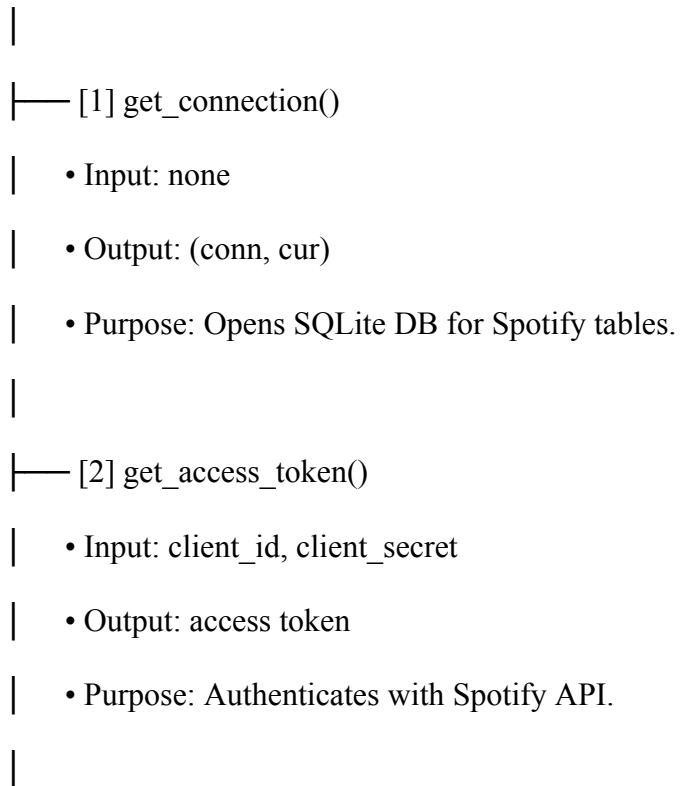 │
├── [1] get_connection()
│ • Input: none
│ • Output: (conn, cur)
│ • Purpose: Opens SQLite DB for Spotify tables.
│
├── [2] get_access_token()
│ • Input: client_id, client_secret
│ • Output: access token
│ • Purpose: Authenticates with Spotify API.
│